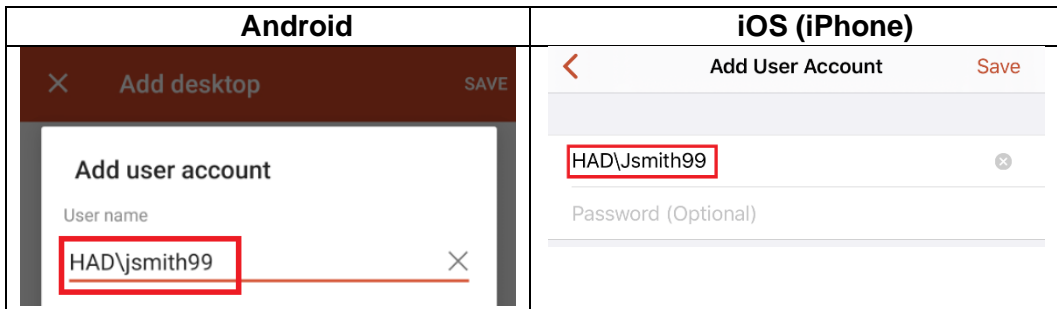 Android
iOS (iPhone)
Add desktop
SAVE
Add user account
User name
HAD\jsmith99
Add User Account
Save
HAD\Jsmith99
Password (Optional)